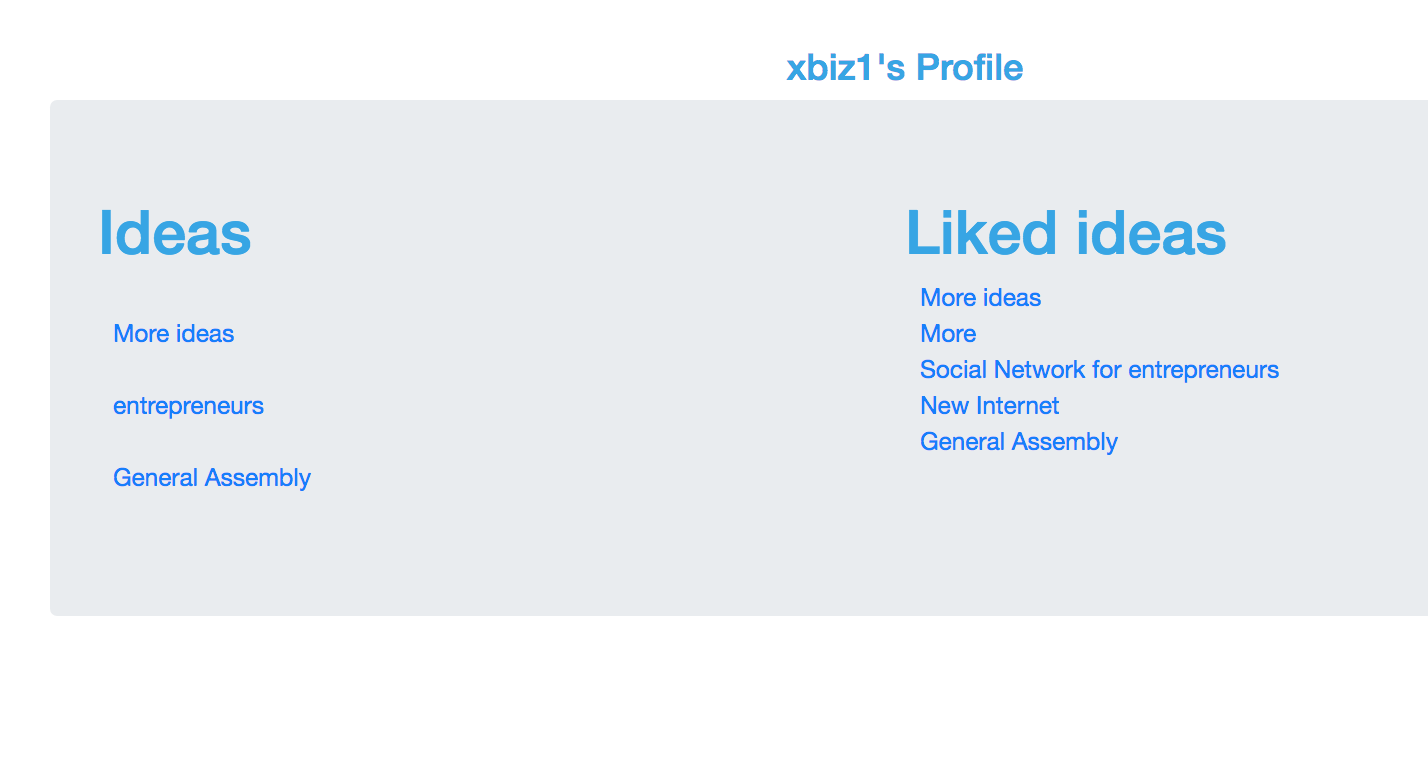 xbiz1's Profile
Ideas
More ideas
entrepreneurs
General Assembly
Liked ideas
More ideas
More
Social Network for entrepreneurs
New Internet
General Assembly